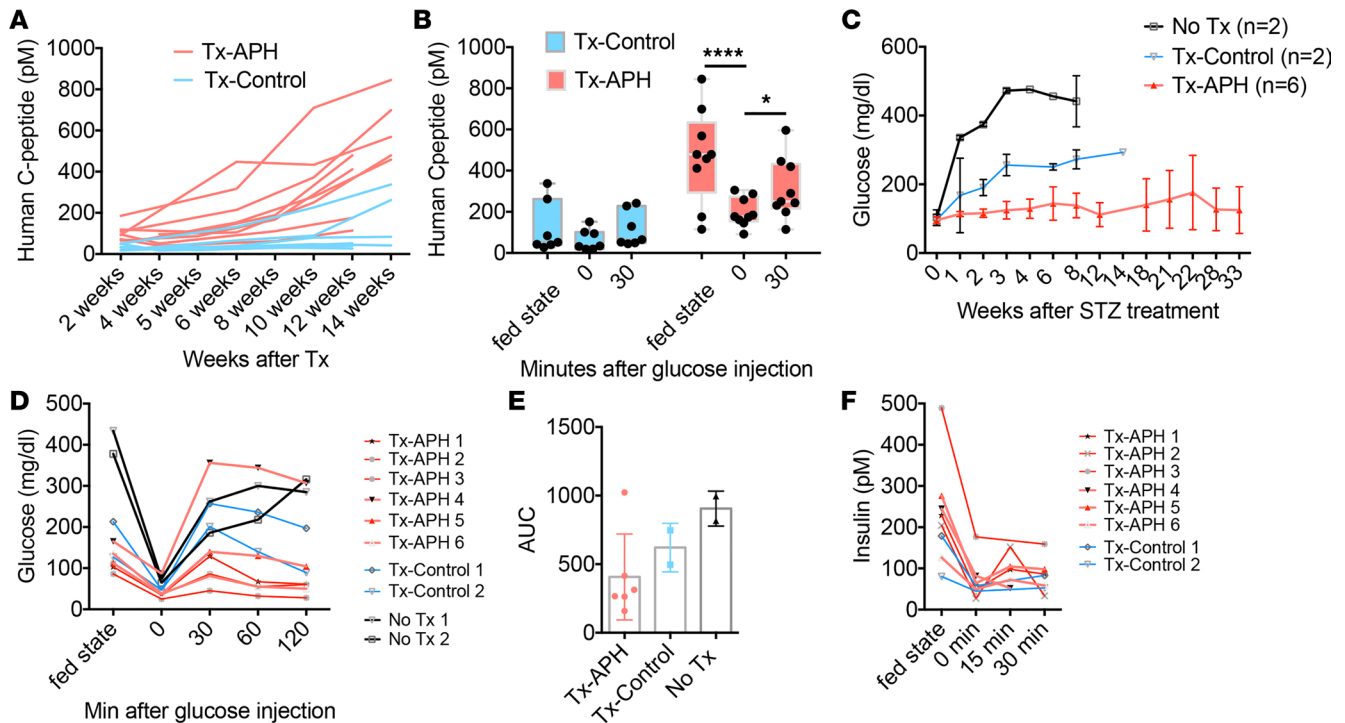 A
Human C-peptide (pM)
1000
800
600
400
200
0
Tx-APH
Tx-Control
2 weeks
4 weeks
5 weeks
6 weeks
8 weeks
10 weeks
12 weeks
14 weeks
Weeks after Tx
B
Human Cpeptide (pM)
1000
800
600
400
200
0
Tx-Control
Tx-APH
****
*
fed state
0
30
fed state
0
30
Minutes after glucose injection
C
Glucose (mg/dl)
600
400
200
0
No Tx (n=2)
Tx-Control (n=2)
Tx-APH (n=6)
0
1
2
3
4
6
8
12
14
18
21
22
28
33
Weeks after STZ treatment
D
Glucose (mg/dl)
500
400
300
200
100
0
fed state
0
30
60
120
Min after glucose injection
Tx-APH 1
Tx-APH 2
Tx-APH 3
Tx-APH 4
Tx-APH 5
Tx-APH 6
Tx-Control 1
Tx-Control 2
No Tx 1
No Tx 2
E
AUC
1500
1000
500
0
Tx-APH
Tx-Control
No Tx
F
Insulin (pM)
500
400
300
200
100
0
fed state
0 min
15 min
30 min
Tx-APH 1
Tx-APH 2
Tx-APH 3
Tx-APH 4
Tx-APH 5
Tx-APH 6
Tx-Control 1
Tx-Control 2